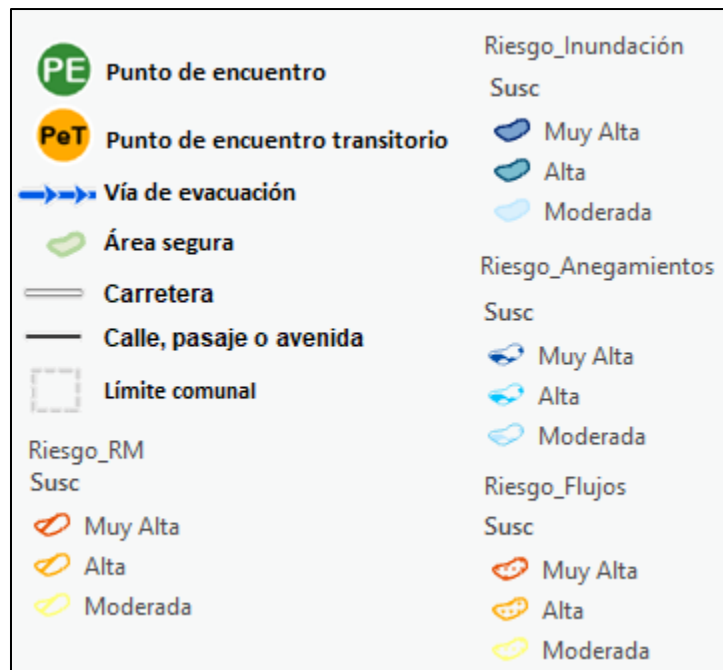 PE Punto de encuentro
PeT Punto de encuentro transitorio
Vía de evacuación
Área segura
Carretera
Calle, pasaje o avenida
Límite comunal
Riesgo_RM
Susc
Muy Alta
Alta
Moderada
Riesgo_Inundación
Susc
Muy Alta
Alta
Moderada
Riesgo_Anegamientos
Susc
Muy Alta
Alta
Moderada
Riesgo_Flujos
Susc
Muy Alta
Alta
Moderada